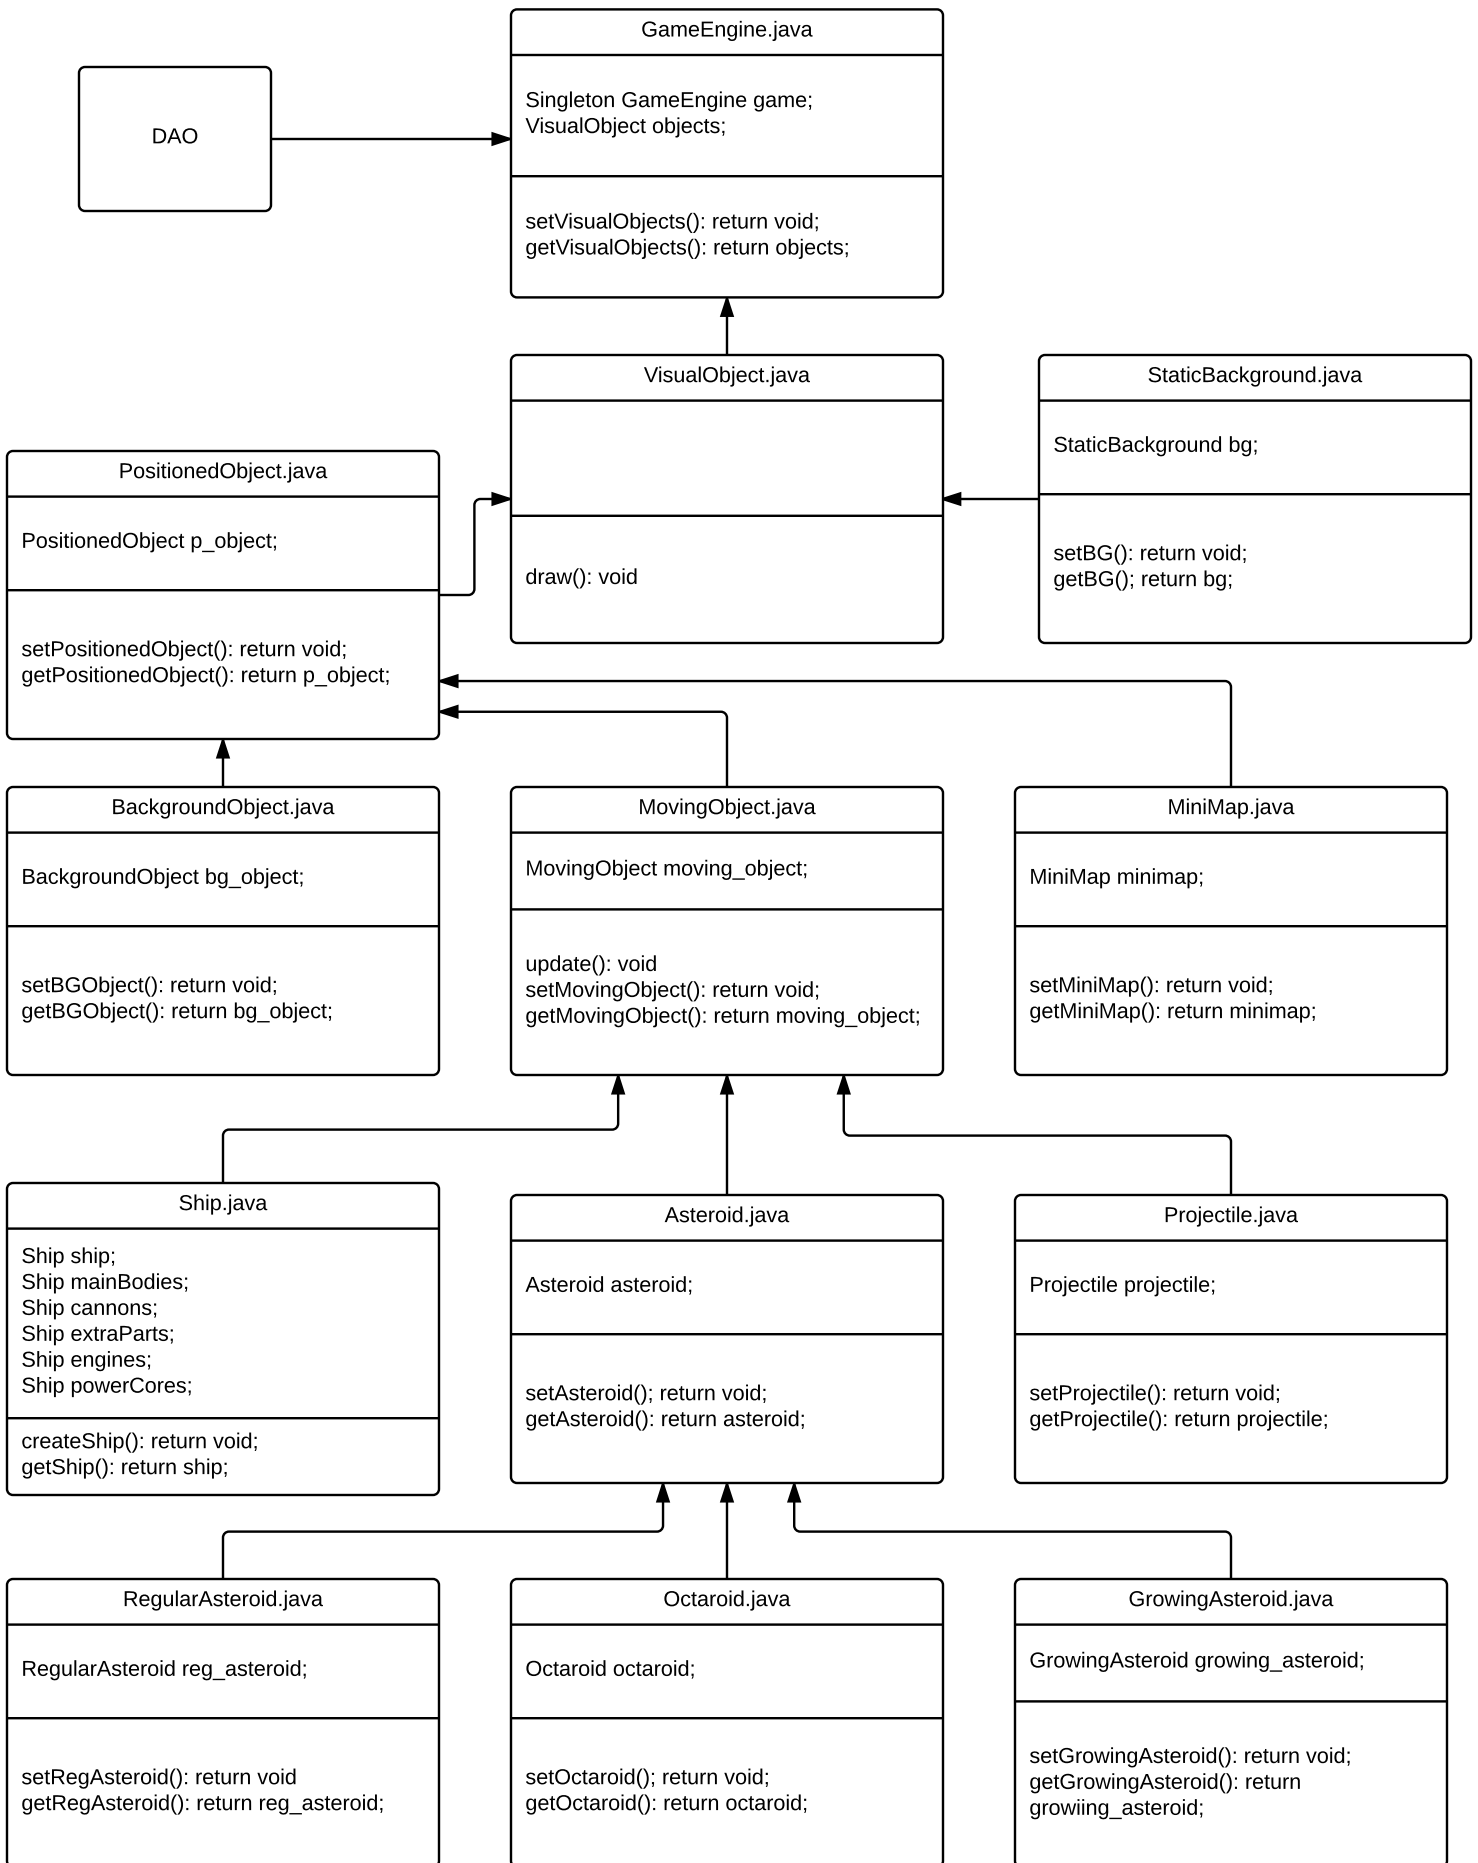 GameEngine.java
Singleton GameEngine game;
VisualObject objects;
setVisualObjects(): return void;
getVisualObjects(): return objects;
DAO
VisualObject.java
draw(): void
StaticBackground.java
StaticBackground bg;
setBG(): return void;
getBG(); return bg;
PositionedObject.java
PositionedObject p_object;
setPositionedObject(): return void;
getPositionedObject(): return p_object;
BackgroundObject.java
BackgroundObject bg_object;
setBGObject(): return void;
getBGObject(): return bg_object;
MovingObject.java
MovingObject moving_object;
update(): void
setMovingObject(): return void;
getMovingObject(): return moving_object;
MiniMap.java
MiniMap minimap;
setMiniMap(): return void;
getMiniMap(): return minimap;
Ship.java
Ship ship;
Ship mainBodies;
Ship cannons;
Ship extraParts;
Ship engines;
Ship powerCores;
createShip(): return void;
getShip(): return ship;
Asteroid.java
Asteroid asteroid;
setAsteroid(); return void;
getAsteroid(): return asteroid;
Projectile.java
Projectile projectile;
setProjectile(): return void;
getProjectile(): return projectile;
RegularAsteroid.java
RegularAsteroid reg_asteroid;
setRegAsteroid(): return void
getRegAsteroid(): return reg_asteroid;
Octaroid.java
Octaroid octaroid;
setOctaroid(); return void;
getOctaroid(): return octaroid;
GrowingAsteroid.java
GrowingAsteroid growing_asteroid;
setGrowingAsteroid(): return void;
getGrowingAsteroid(): return
growiing_asteroid;